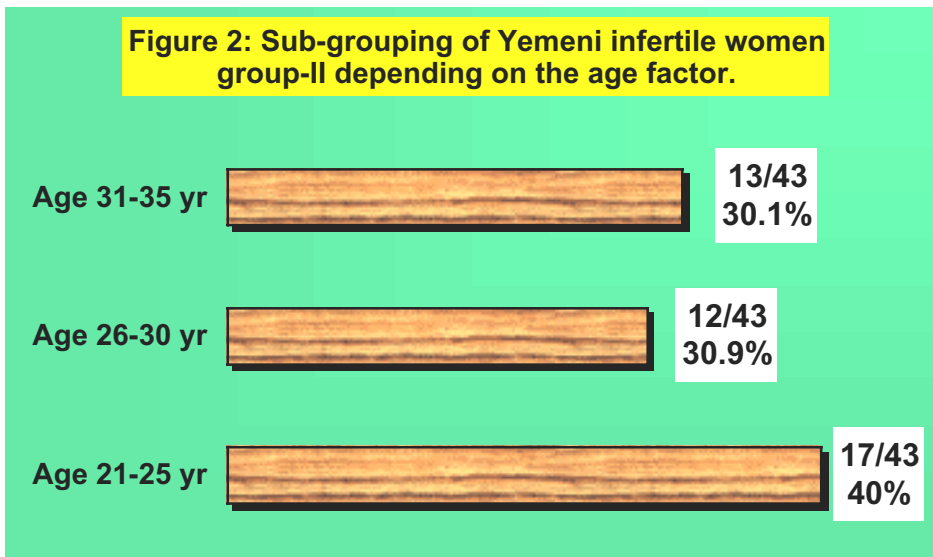 Figure 2: Sub-grouping of Yemeni infertile women
group-II depending on the age factor.
Age 31-35 yr
13/43
30.1%
Age 26-30 yr
12/43
30.9%
Age 21-25 yr
17/43
40%